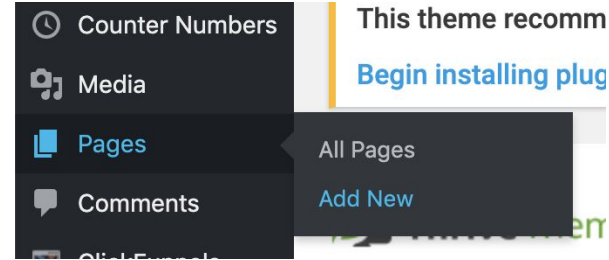 Counter Numbers
This theme recomm
Media
Begin installing plug
Pages
All Pages
Comments
Add New